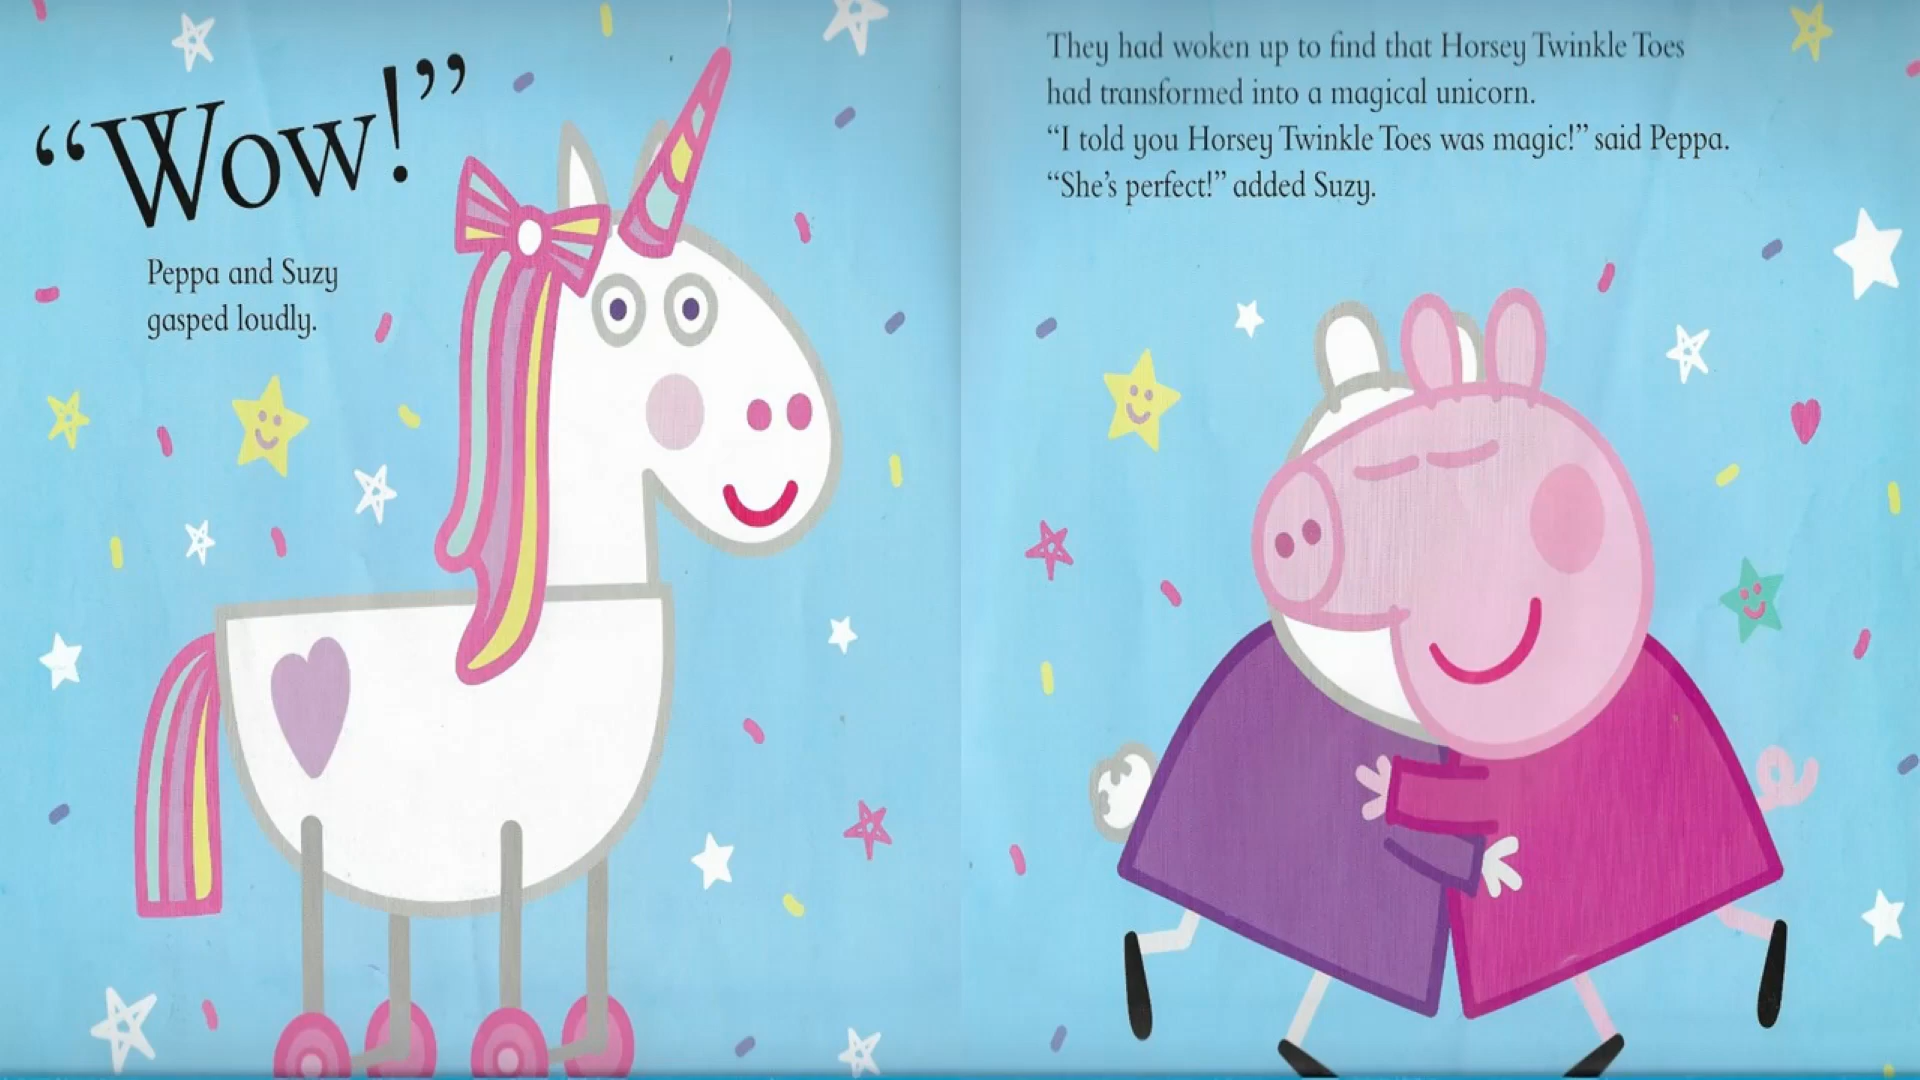 “Wow!”
Peppa and Suzy
gasped loudly.
They had woken up to find that Horsey Twinkle Toes
had transformed into a magical unicorn.
“I told you Horsey Twinkle Toes was magic!” said Peppa.
“She’s perfect!” added Suzy.